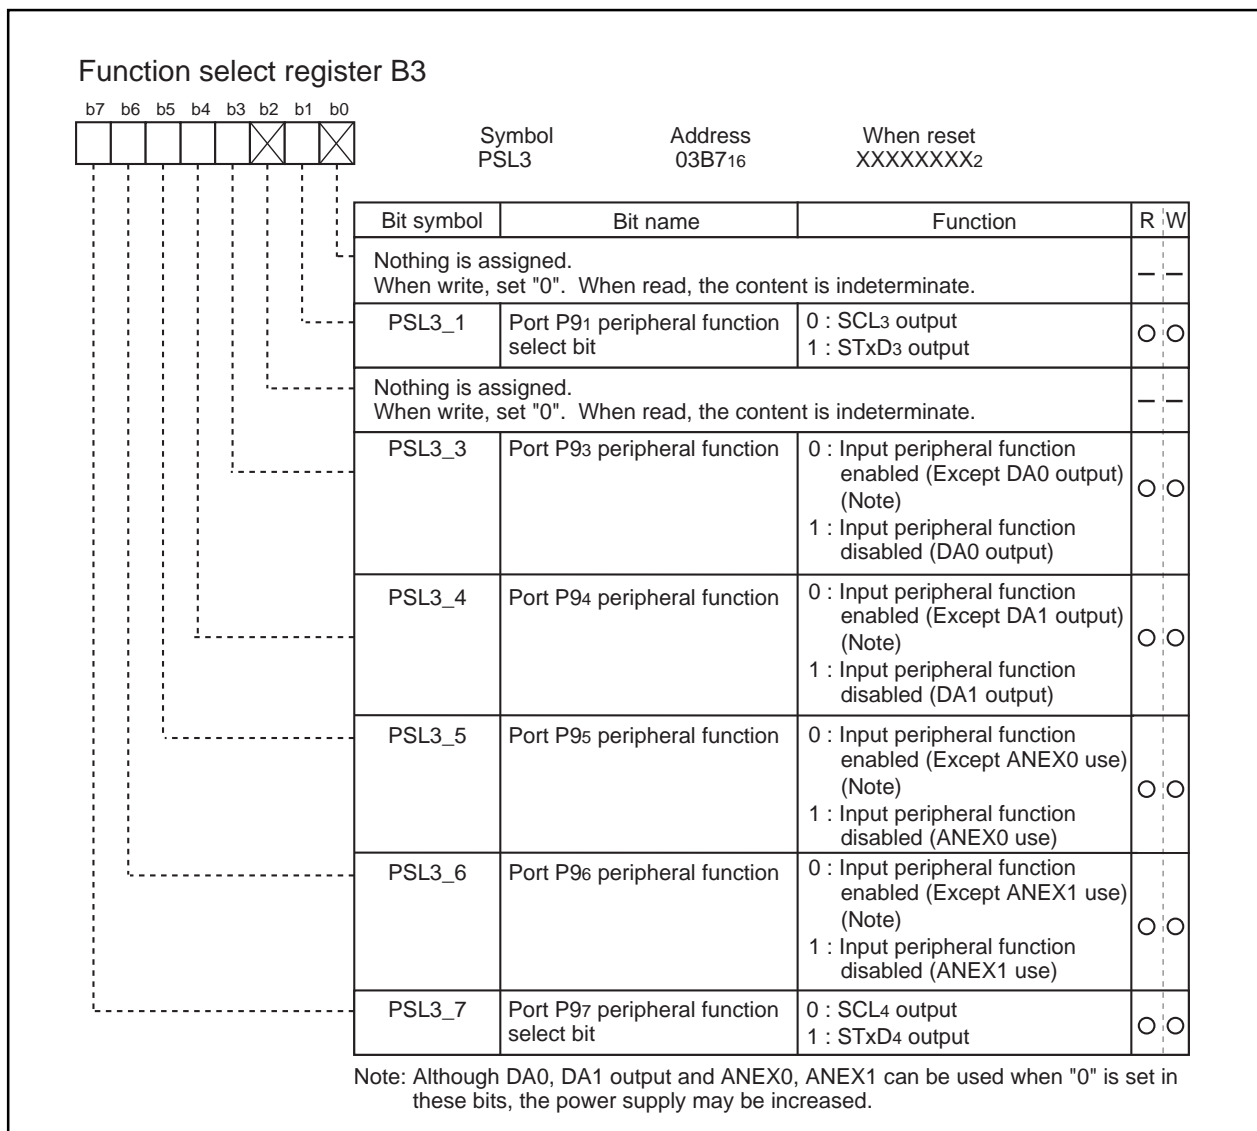 Function select register B3
b7 b6 b5 b4 b3 b2 b1 b0
Symbol Address When reset
PSL3 03B716 XXXXXXXX2
Bit symbol Bit name Function R W
Nothing is assigned.
When write, set "0". When read, the content is indeterminate.
– –
PSL3_1 Port P91 peripheral function select bit
0 : SCL3 output
1 : STxD3 output
Nothing is assigned.
When write, set "0". When read, the content is indeterminate.
– –
PSL3_3 Port P93 peripheral function
0 : Input peripheral function
enabled (Except DA0 output)
(Note)
1 : Input peripheral function
disabled (DA0 output)
PSL3_4 Port P94 peripheral function
0 : Input peripheral function
enabled (Except DA1 output)
(Note)
1 : Input peripheral function
disabled (DA1 output)
PSL3_5 Port P95 peripheral function
0 : Input peripheral function
enabled (Except ANEX0 use)
(Note)
1 : Input peripheral function
disabled (ANEX0 use)
PSL3_6 Port P96 peripheral function
0 : Input peripheral function
enabled (Except ANEX1 use)
(Note)
1 : Input peripheral function
disabled (ANEX1 use)
PSL3_7 Port P97 peripheral function
select bit
0 : SCL4 output
1 : STxD4 output
Note: Although DA0, DA1 output and ANEX0, ANEX1 can be used when "0" is set in
these bits, the power supply may be increased.